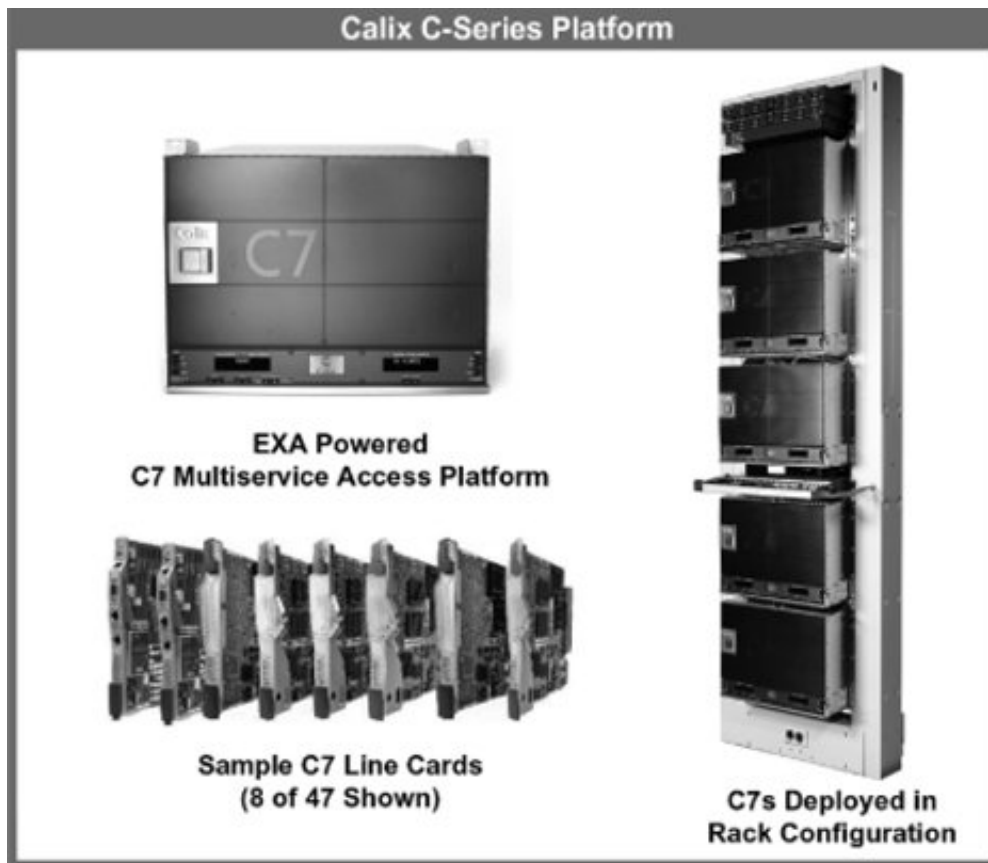 Calix C-Series Platform
Calix
C7
EXA Powered
C7 Multiservice Access Platform
Sample C7 Line Cards
(8 of 47 Shown)
C7s Deployed in
Rack Configuration